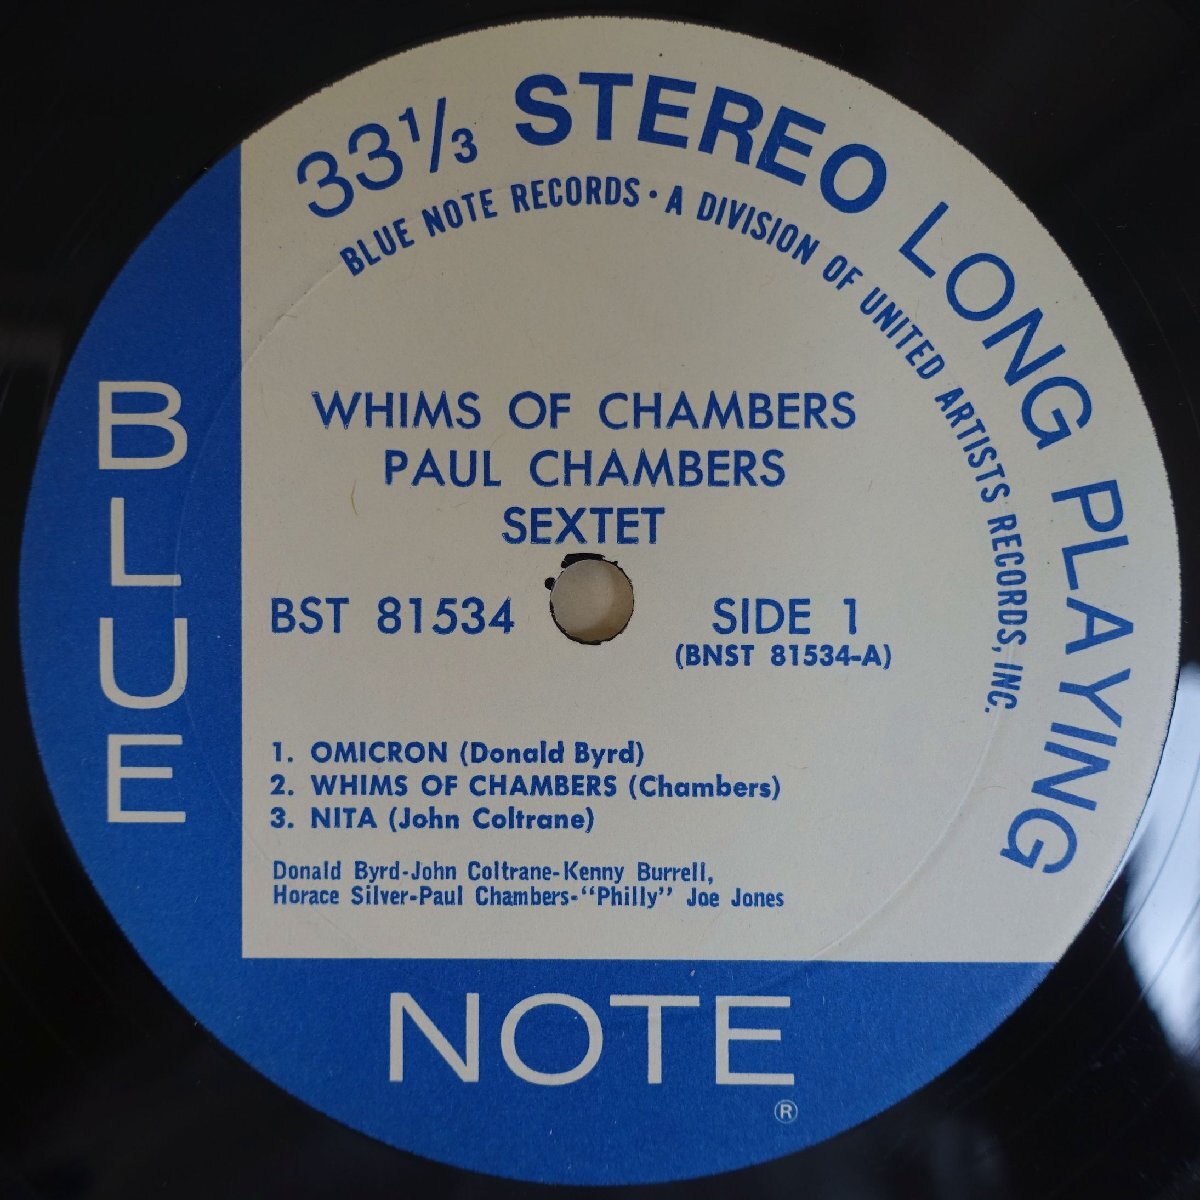 33⅓ STEREO LONG PLAYING
BLUE NOTE RECORDS · A DIVISION OF UNITED ARTISTS RECORDS, INC.
WHIMS OF CHAMBERS
PAUL CHAMBERS
SEXTET
BST 81534
SIDE 1
(BNST 81534-A)
1. OMICRON (Donald Byrd)
2. WHIMS OF CHAMBERS (Chambers)
3. NITA (John Coltrane)
Donald Byrd-John Coltrane-Kenny Burrell,
Horace Silver-Paul Chambers-"Philly" Joe Jones
BLUE
NOTE
®